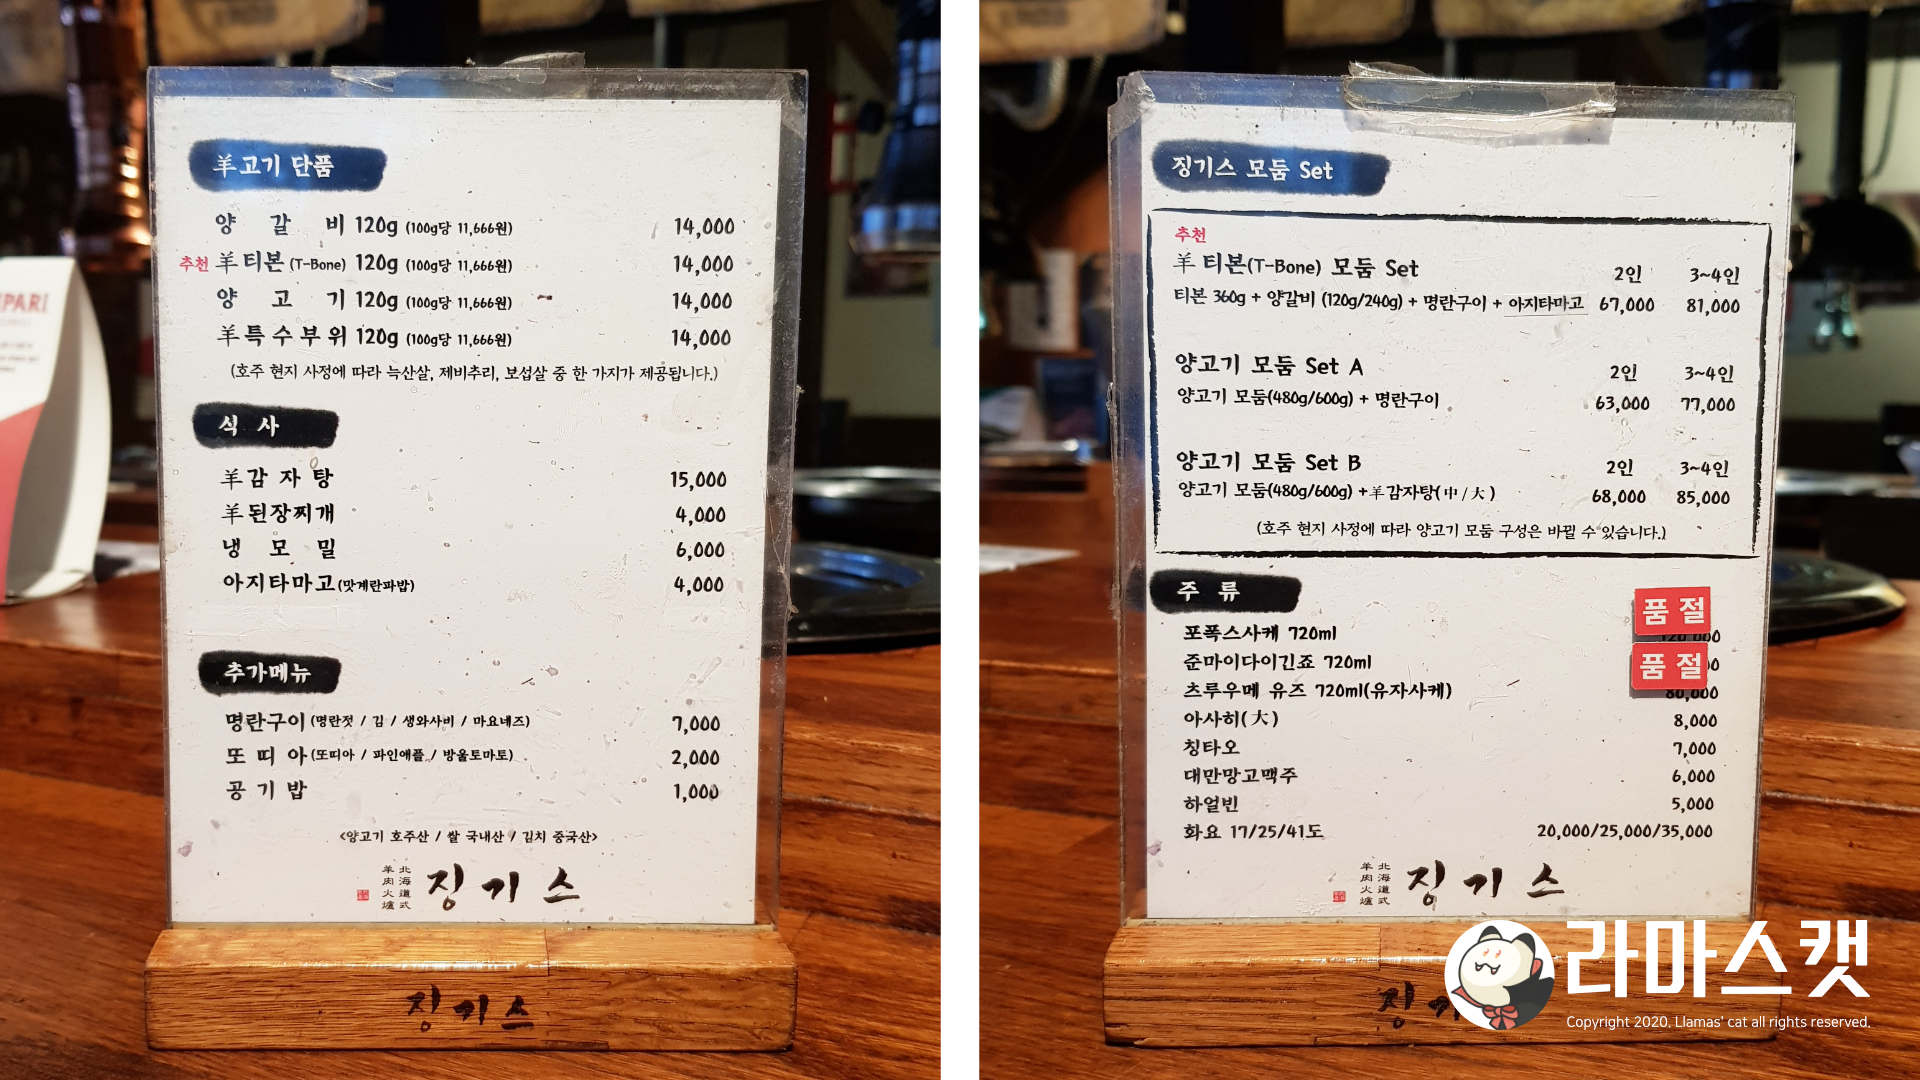 PARI
羊고기 단품
양 갈 비 120g (100g당 11,666원) 14,000
추천 羊티본 (T-Bone) 120g (100g당 11,666원) 14,000
양 고 기 120g (100g당 11,666원) 14,000
羊특수부위 120g (100g당 11,666원) 14,000
(호주 현지 사정에 따라 늑산살, 제비추리, 보섭살 중 한 가지가 제공됩니다.)
식 사
羊감자탕 15,000
羊된장찌개 4,000
냉 모 밀 6,000
아지타마고(맛계란파밥) 4,000
추가메뉴
명란구이 (명란젓 / 김 / 생와사비 / 마요네즈) 7,000
또 띠 아 (또띠아 / 파인애플 / 방울토마토) 2,000
공 기 밥 1,000
<양고기 호주산 / 쌀 국내산 / 김치 중국산>
北海道式
羊肉火爐
징기스
징기스
징기스 모둠 Set
추천
羊 티본(T-Bone) 모둠 Set 2인 3~4인
티본 360g + 양갈비 (120g/240g) + 명란구이 + 아지타마고 67,000 81,000
양고기 모둠 Set A 2인 3~4인
양고기 모둠(480g/600g) + 명란구이 63,000 77,000
양고기 모둠 Set B 2인 3~4인
양고기 모둠(480g/600g) +羊감자탕(中/大) 68,000 85,000
(호주 현지 사정에 따라 양고기 모둠 구성은 바뀔 수 있습니다.)
주 류
포폭스사케 720ml 품절
준마이다이긴죠 720ml 품절
츠루우메 유즈 720ml(유자사케) 80,000
아사히(大) 8,000
칭타오 7,000
대만망고맥주 6,000
하얼빈 5,000
화요 17/25/41도 20,000/25,000/35,000
北海道式
羊肉火爐
징기스
징기
라마스캣
Copyright 2020. Llamas' cat all rights reserved.